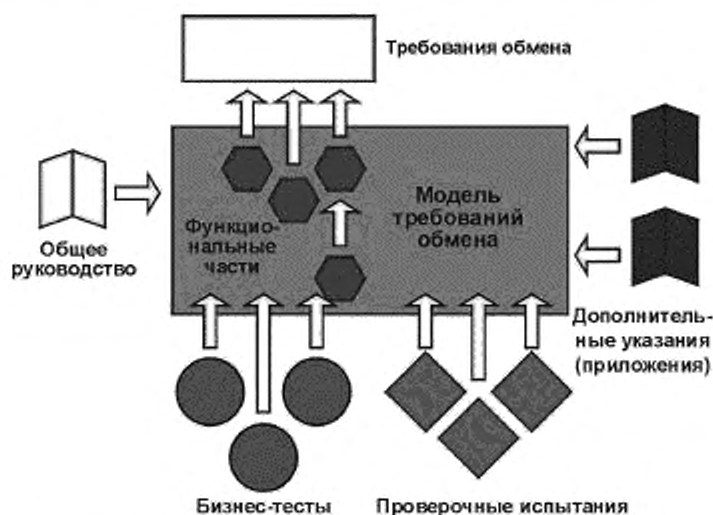 Требования обмена
Модель
требований
обмена
Функцио-
нальные
части
Общее
руководство
Дополнитель-
ные указания
(приложения)
Бизнес-тесты
Проверочные испытания